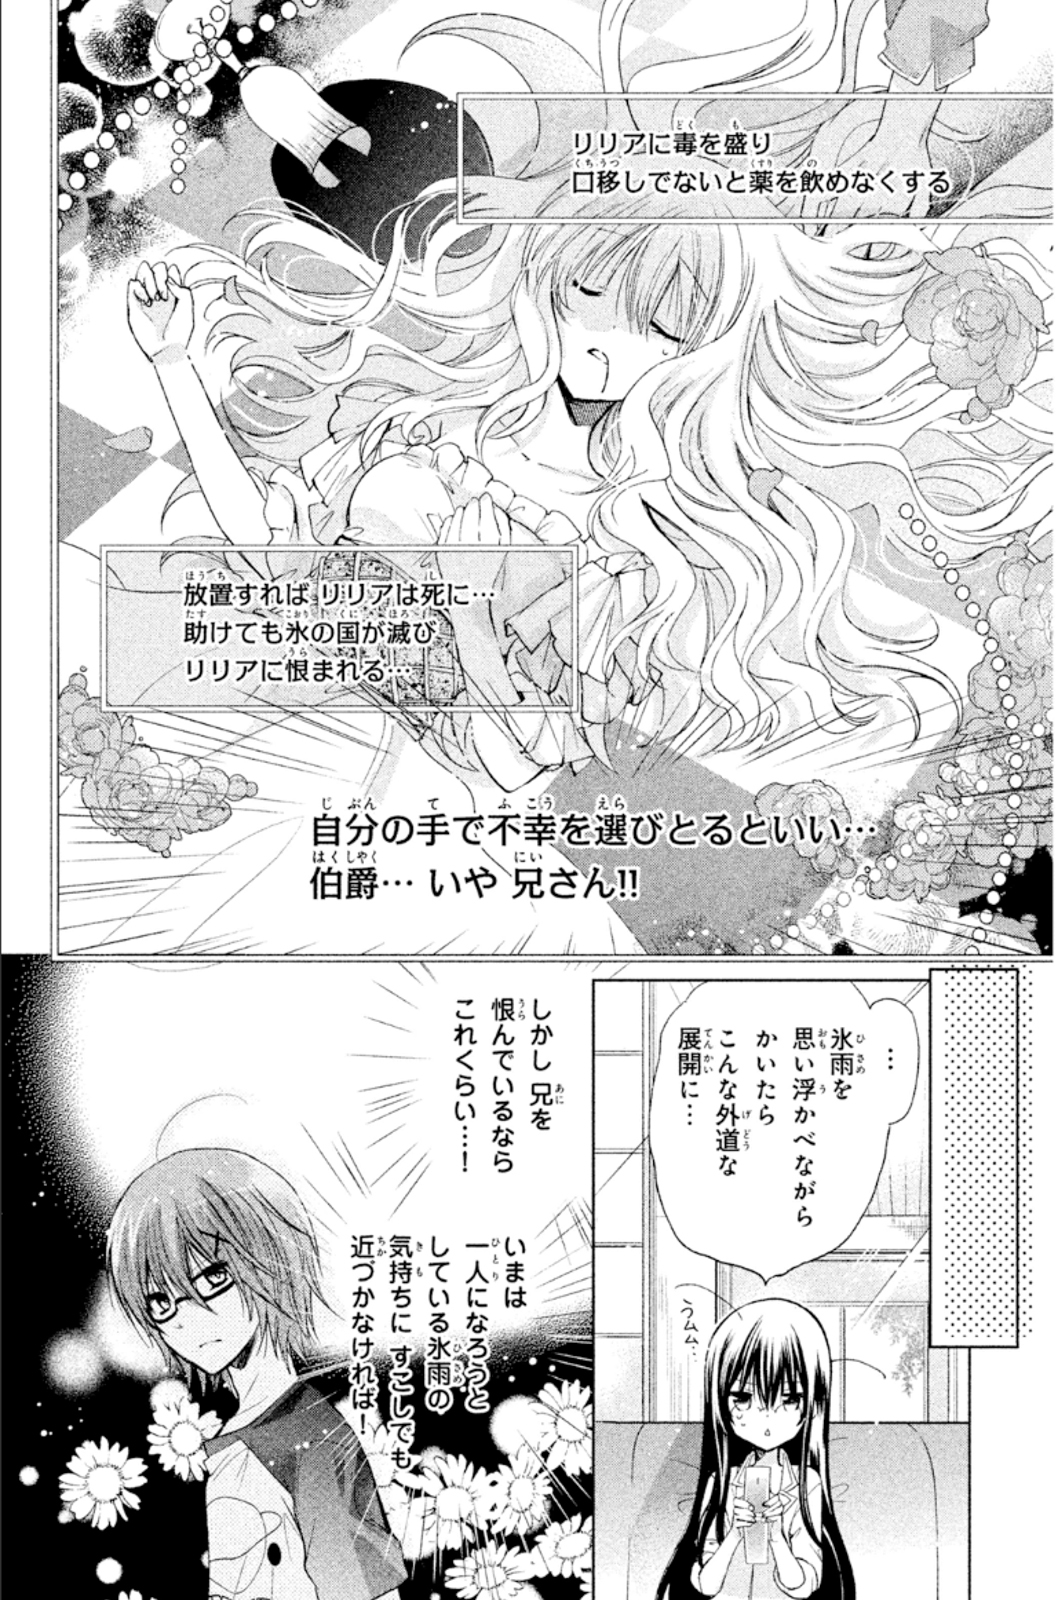 リリアに毒を盛り
口移しでないと薬を飲めなくする
放置すれば リリアは死に…
助けても氷の国が滅び
リリアに恨まれる…
自分の手で不幸を選びとるといい…
伯爵… いや 兄さん!!
…
氷雨を
思い浮かべながら
かいたら
こんな外道な
展開に…
うムム…
しかし 兄を
恨んでいるなら
これくらい…!
いまは
一人になろうと
している氷雨の
気持ちに すこしでも
近づかなければ!